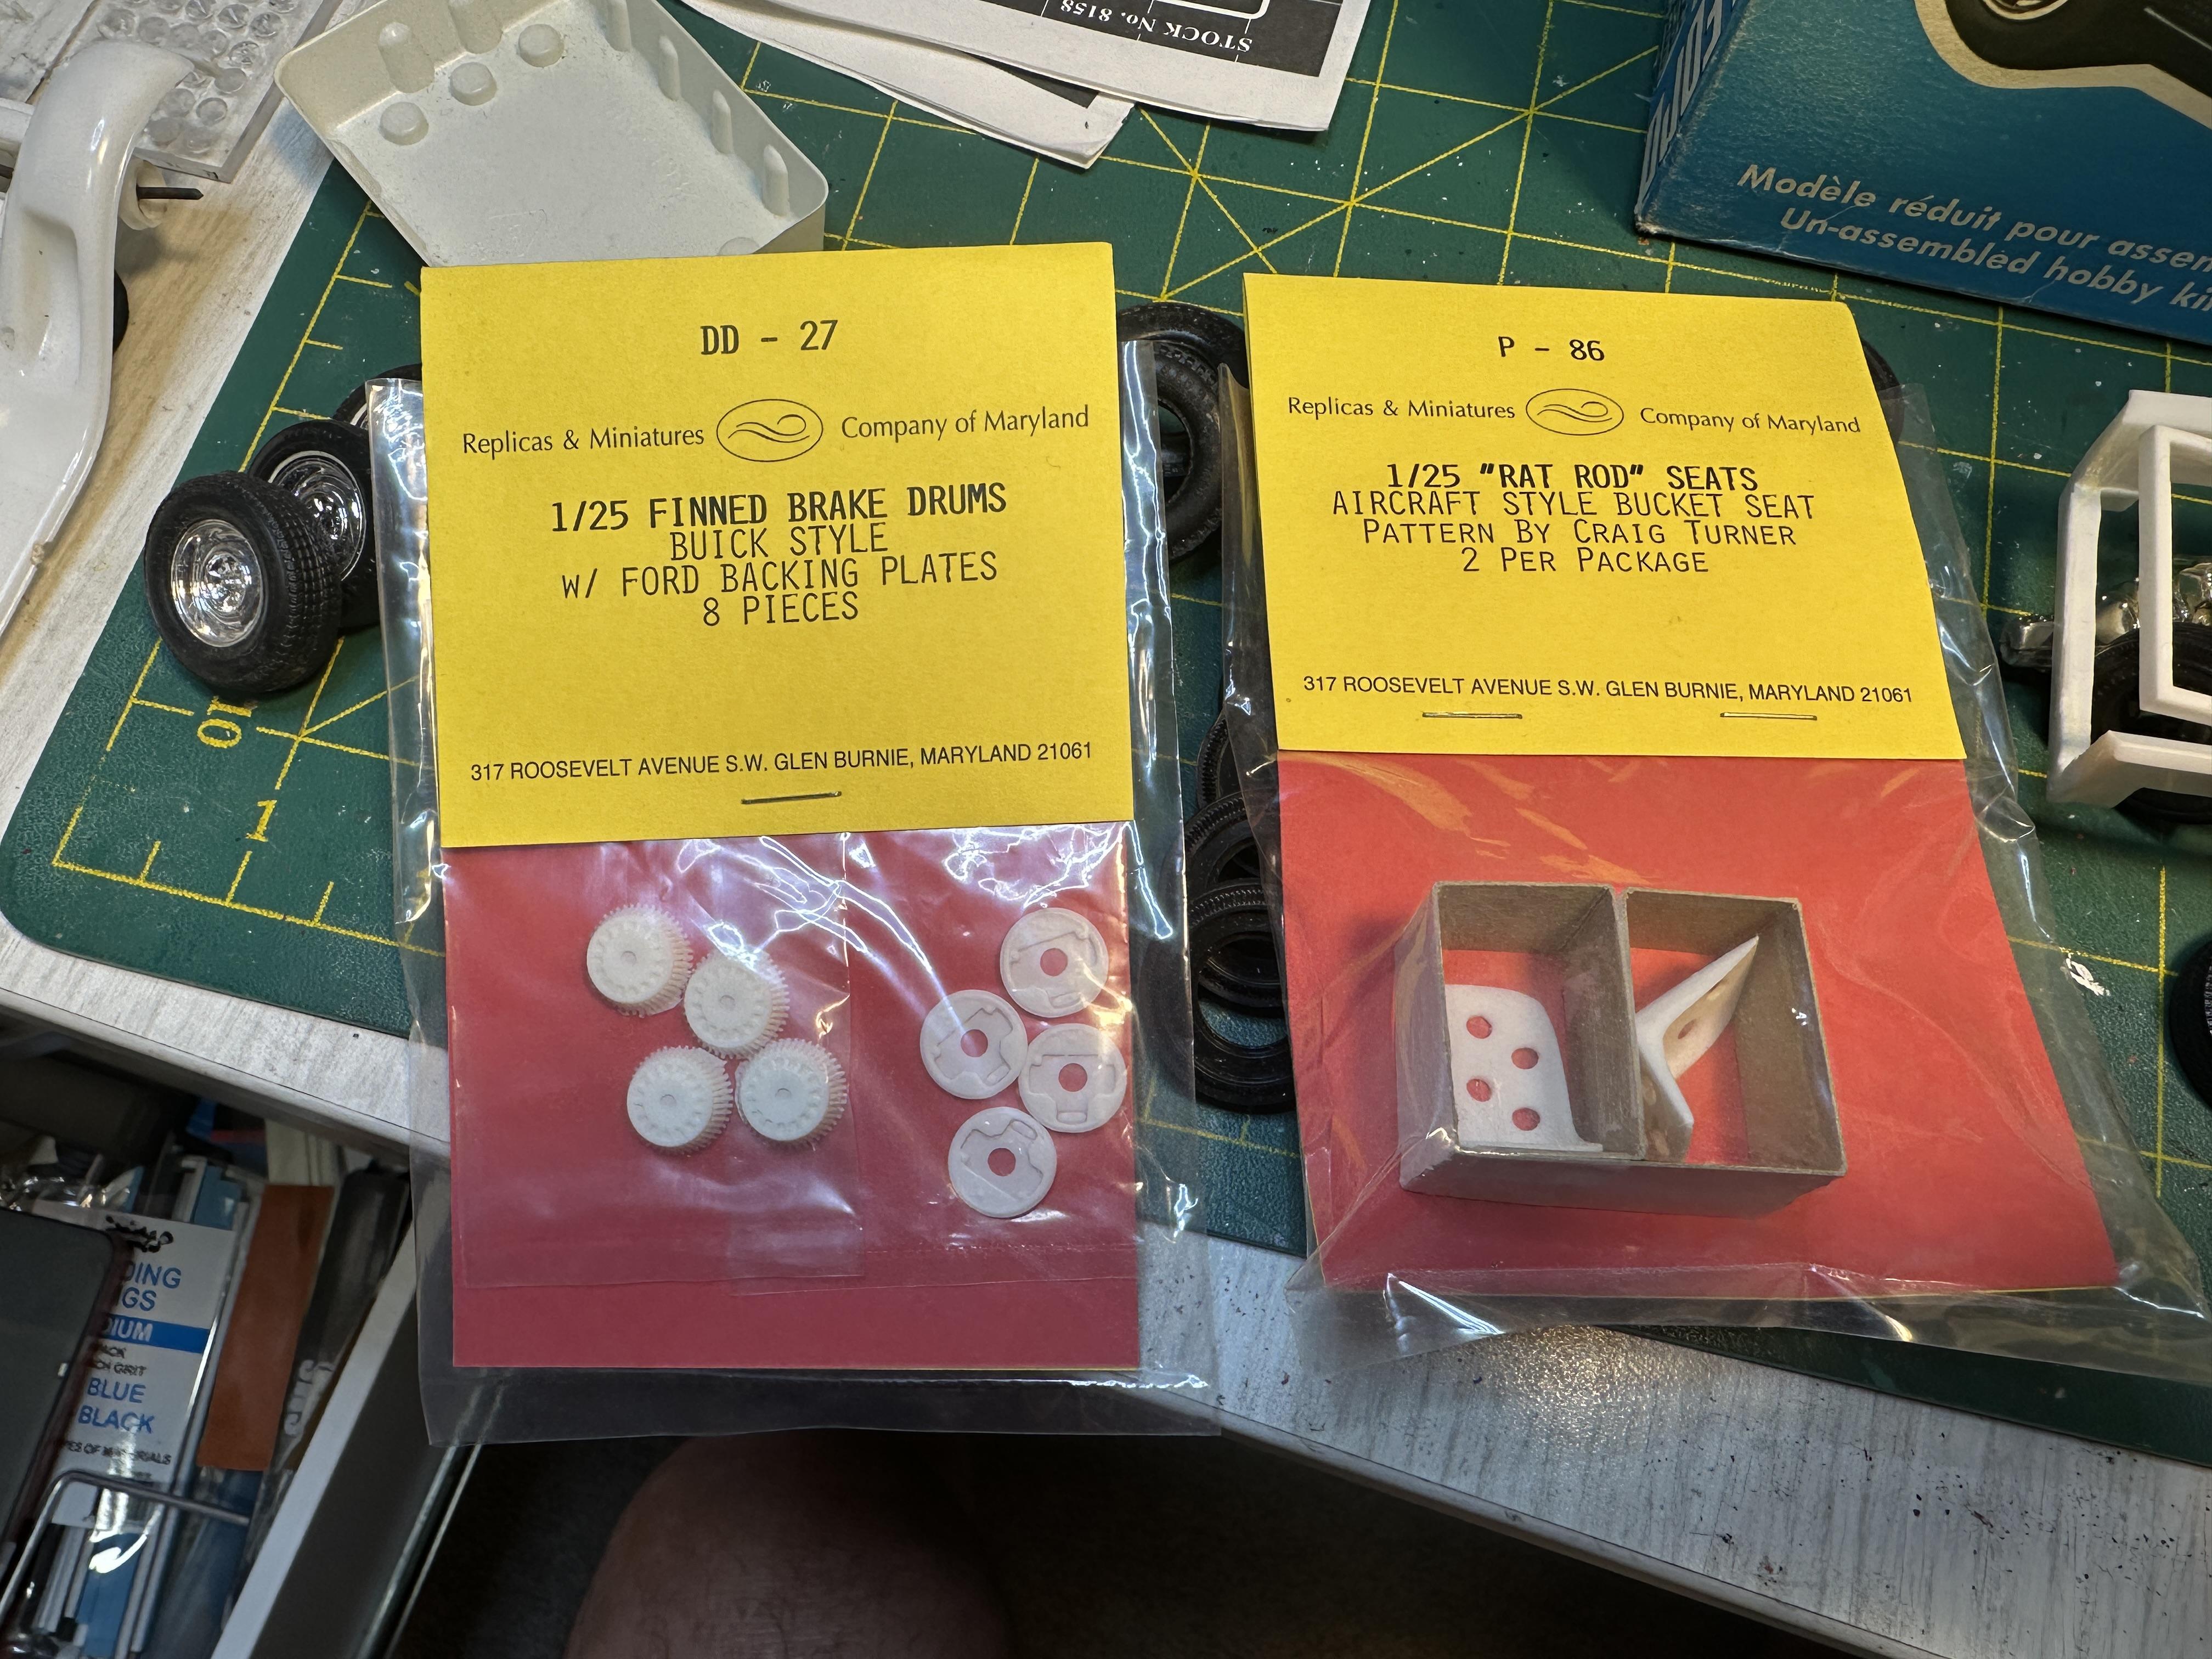 STOCK No. 8158
Modèle réduit pour
Un-assembled hobby
DD - 27
Replicas & Miniatures Company of Maryland
1/25 FINNED BRAKE DRUMS
BUICK STYLE
W/ FORD BACKING PLATES
8 PIECES
317 ROOSEVELT AVENUE S.W. GLEN BURNIE, MARYLAND 21061
P - 86
Replicas & Miniatures Company of Maryland
1/25 "RAT ROD" SEATS
AIRCRAFT STYLE BUCKET SEAT
PATTERN BY CRAIG TURNER
2 PER PACKAGE
317 ROOSEVELT AVENUE S.W. GLEN BURNIE, MARYLAND 21061
10
1
GRIT
BLUE
BLACK